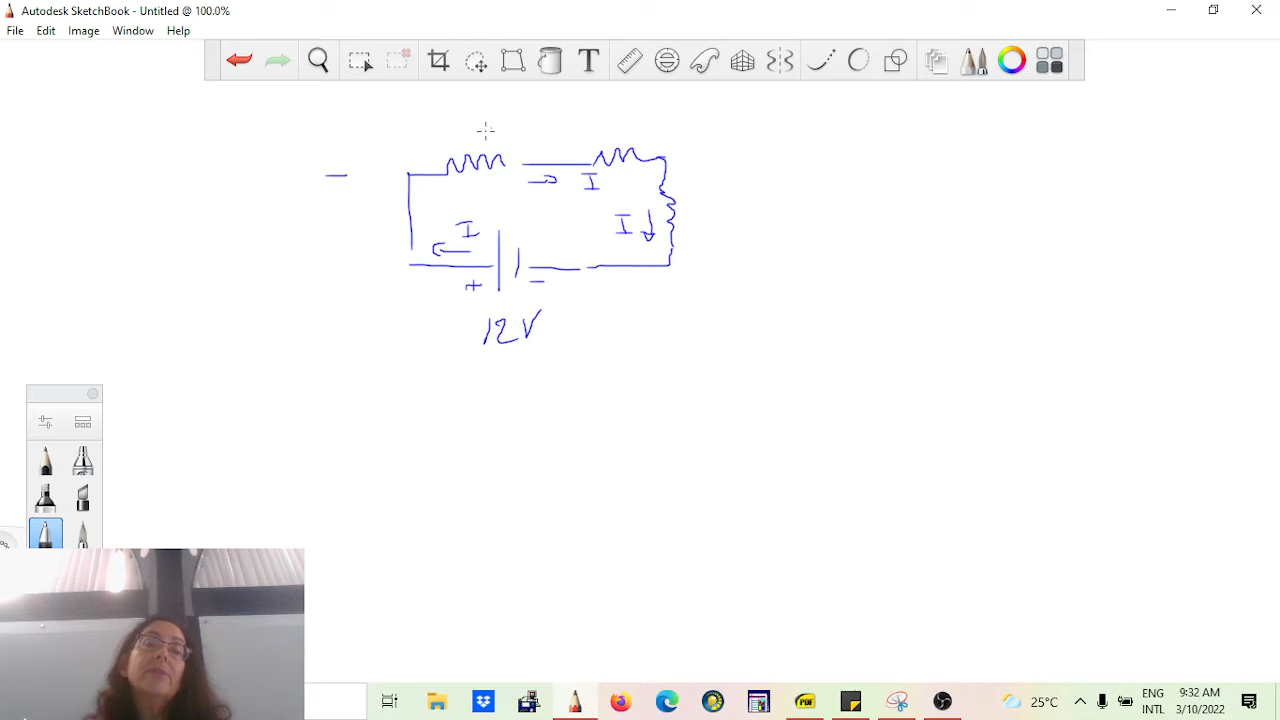 Autodesk SketchBook - Untitled @ 100.0%
File Edit Image Window Help
T
I
I
I
+ −
12V
PDF
25°C
ENG
INTL
9:32 AM
3/10/2022